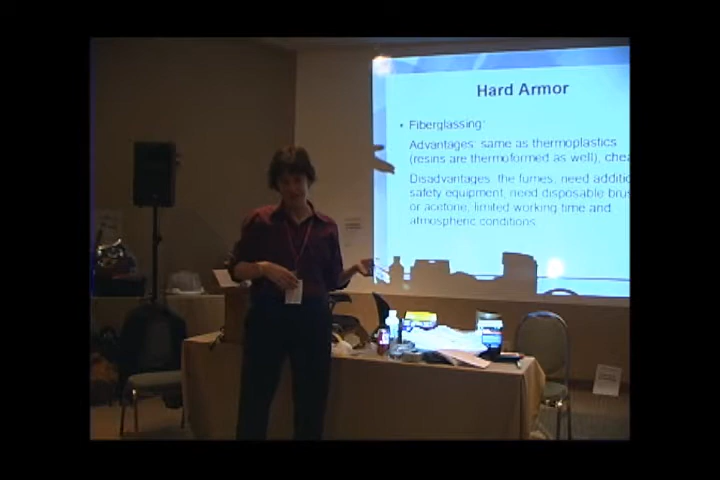 Hard Armor
• Fiberglassing:
Advantages: same as thermoplastics
(resins are thermoformed as well), chea
Disadvantages: the fumes, need additio
safety equipment, need disposable brus
or acetone, limited working time and
atmospheric conditions.